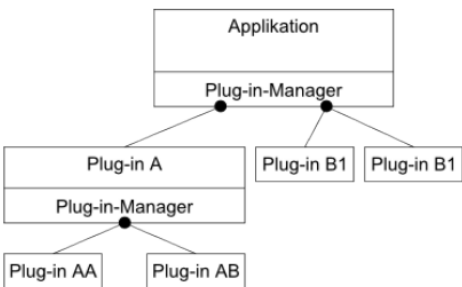 Applikation
Plug-in-Manager
Plug-in A
Plug-in B1
Plug-in B1
Plug-in-Manager
Plug-in AA
Plug-in AB